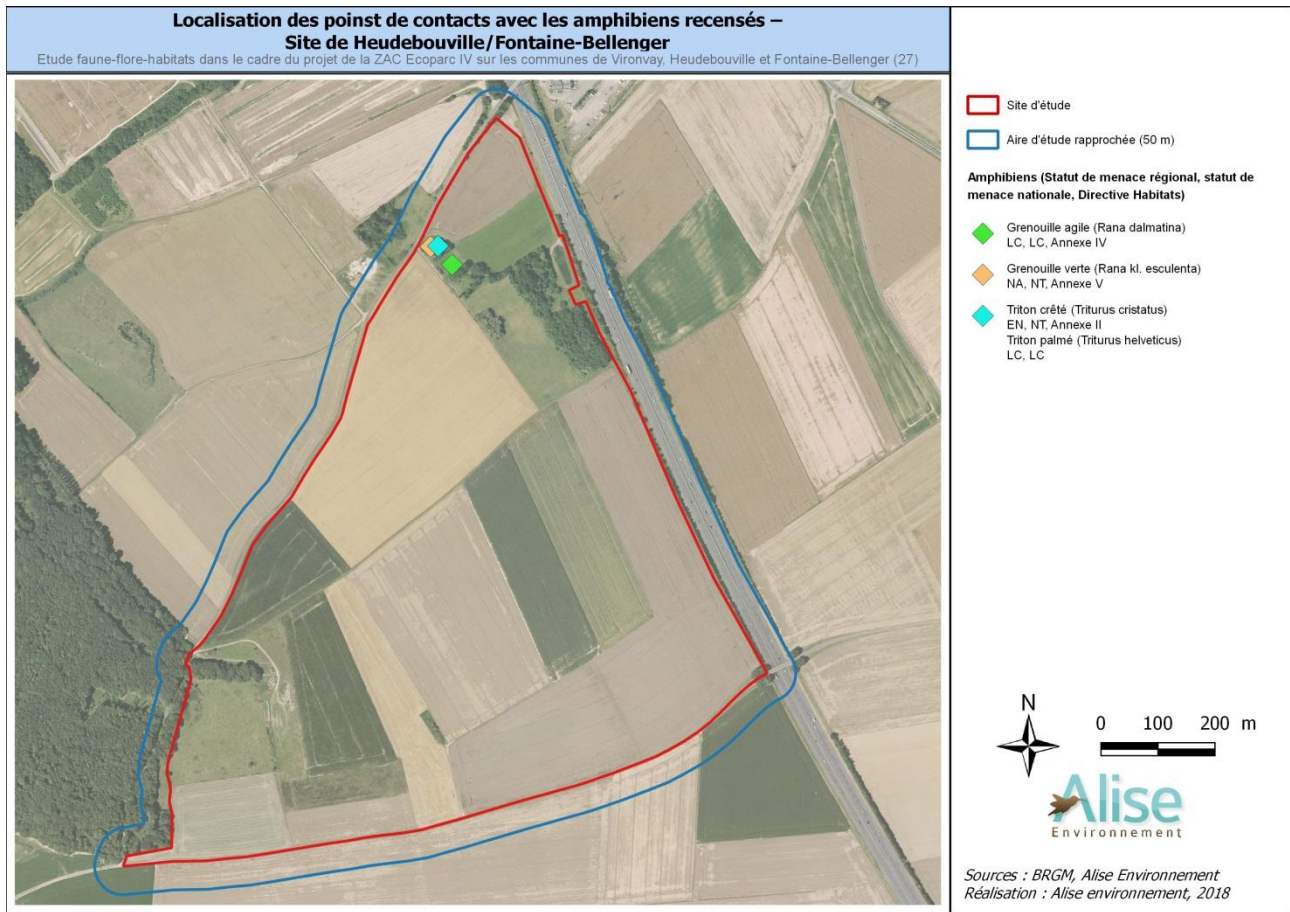 Localisation des poinst de contacts avec les amphibiens recensés –
Site de Heudebouville/Fontaine-Bellenger
Etude faune-flore-habitats dans le cadre du projet de la ZAC Ecoparc IV sur les communes de Vironvay, Heudebouville et Fontaine-Bellenger (27)
Site d'étude
Aire d'étude rapprochée (50 m)
Amphibiens (Statut de menace régional, statut de
menace nationale, Directive Habitats)
Grenouille agile (Rana dalmatina)
LC, LC, Annexe IV
Grenouille verte (Rana kl. esculenta)
NA, NT, Annexe V
Triton crêté (Triturus cristatus)
EN, NT, Annexe II
Triton palmé (Triturus helveticus)
LC, LC
N
0 100 200 m
Alise
Environnement
Sources : BRGM, Alise Environnement
Réalisation : Alise environnement, 2018